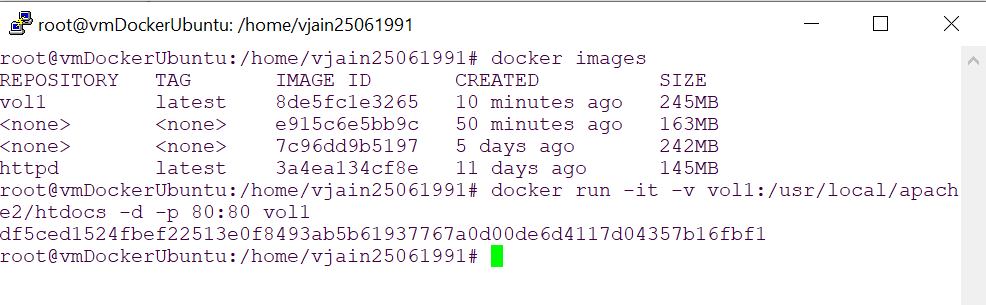 root@vmDockerUbuntu: /home/vjain25061991
root@vmDockerUbuntu:/home/vjain25061991# docker images
REPOSITORY   TAG       IMAGE ID       CREATED          SIZE
vol1         latest    8de5fc1e3265   10 minutes ago   245MB
<none>       <none>    e915c6e5bb9c   50 minutes ago   163MB
<none>       <none>    7c96dd9b5197   5 days ago       242MB
httpd        latest    3a4ea134cf8e   11 days ago      145MB
root@vmDockerUbuntu:/home/vjain25061991# docker run -it -v vol1:/usr/local/apach
e2/htdocs -d -p 80:80 vol1
df5ced1524fbef22513e0f8493ab5b61937767a0d00de6d4117d04357b16fbf1
root@vmDockerUbuntu:/home/vjain25061991#